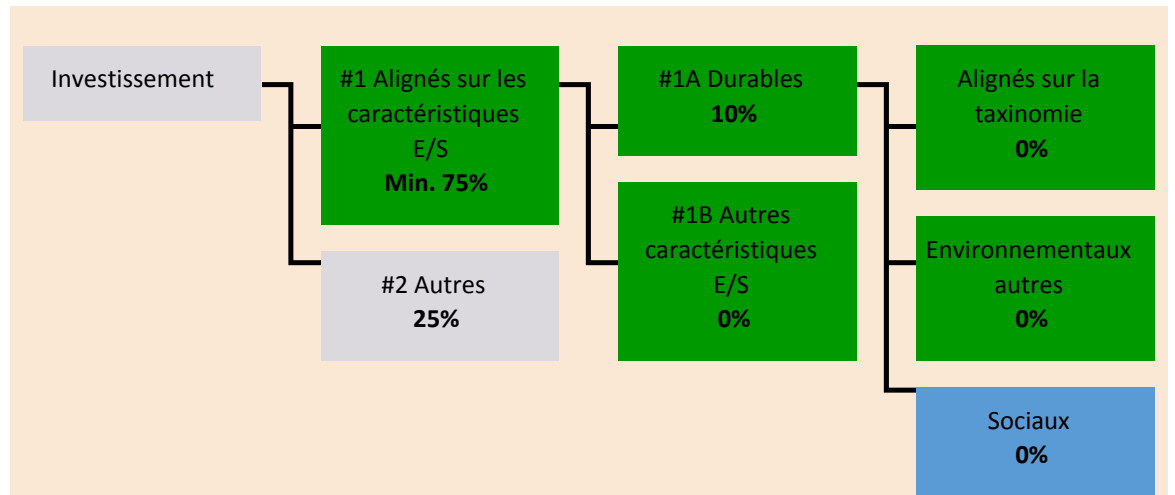 Investissement
#1 Alignés sur les
caractéristiques
E/S
Min. 75%
#2 Autres
25%
#1A Durables
10%
#1B Autres
caractéristiques
E/S
0%
Alignés sur la
taxinomie
0%
Environnementaux
autres
0%
Sociaux
0%